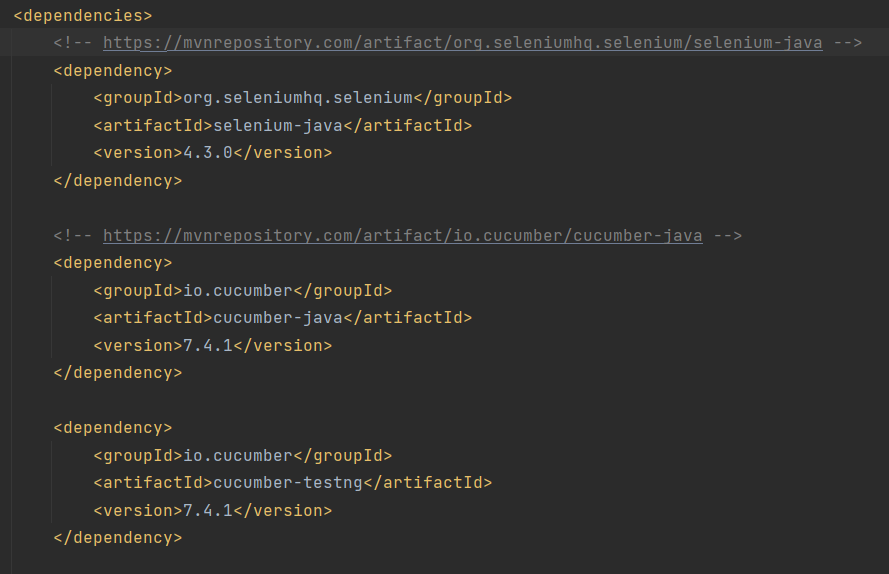 <dependencies>
<!-- https://mvnrepository.com/artifact/org.seleniumhq.selenium/selenium-java -->
<dependency>
<groupId>org.seleniumhq.selenium</groupId>
<artifactId>selenium-java</artifactId>
<version>4.3.0</version>
</dependency>
<!-- https://mvnrepository.com/artifact/io.cucumber/cucumber-java -->
<dependency>
<groupId>io.cucumber</groupId>
<artifactId>cucumber-java</artifactId>
<version>7.4.1</version>
</dependency>
<dependency>
<groupId>io.cucumber</groupId>
<artifactId>cucumber-testng</artifactId>
<version>7.4.1</version>
</dependency>